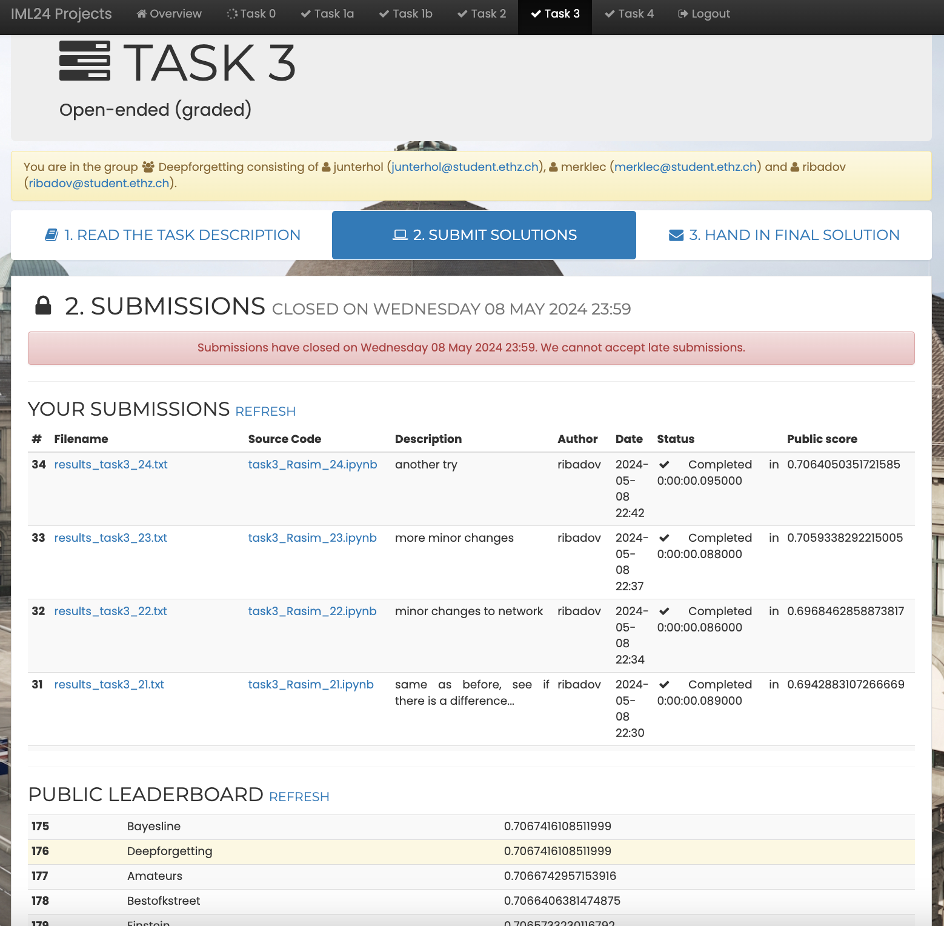 IML24 Projects Overview Task 0 Task 1a Task 1b Task 2 Task 3 Task 4 Logout
TASK 3
Open-ended (graded)
You are in the group Deepforgetting consisting of junterhol (junterhol@student.ethz.ch), merklec (merklec@student.ethz.ch) and ribadov
(ribadov@student.ethz.ch).
1. READ THE TASK DESCRIPTION 2. SUBMIT SOLUTIONS 3. HAND IN FINAL SOLUTION
2. SUBMISSIONS CLOSED ON WEDNESDAY 08 MAY 2024 23:59
Submissions have closed on Wednesday 08 May 2024 23:59. We cannot accept late submissions.
YOUR SUBMISSIONS REFRESH
# Filename Source Code Description Author Date Status Public score
34 results_task3_24.txt task3_Rasim_24.ipynb another try ribadov 2024- Completed in 0.7064050351721585
05- 0:00:00.095000
08
22:42
33 results_task3_23.txt task3_Rasim_23.ipynb more minor changes ribadov 2024- Completed in 0.7059338292215005
05- 0:00:00.088000
08
22:37
32 results_task3_22.txt task3_Rasim_22.ipynb minor changes to network ribadov 2024- Completed in 0.6968462858873817
05- 0:00:00.086000
08
22:34
31 results_task3_21.txt task3_Rasim_21.ipynb same as before, see if ribadov 2024- Completed in 0.6942883107266669
there is a difference... 05- 0:00:00.089000
08
22:30
PUBLIC LEADERBOARD REFRESH
175 Bayesline 0.7067416108511999
176 Deepforgetting 0.7067416108511999
177 Amateurs 0.7066742957153916
178 Bestofkstreet 0.7066406381474875
179 Einstein 0.7065733230116792